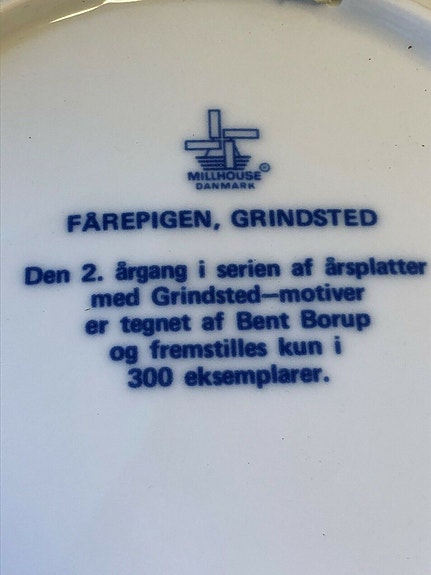 MILLHOUSE ®
DANMARK
FÅREPIGEN, GRINDSTED
Den 2. årgang i serien af årsplatter
med Grindsted—motiver
er tegnet af Bent Borup
og fremstilles kun i
300 eksemplarer.